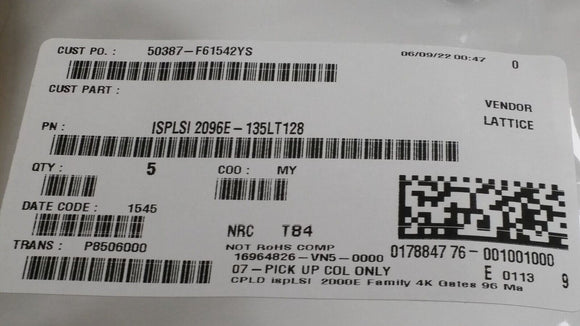 CUST PO. : 50387-F61542YS 06/09/22 00:47 0
CUST PART :
VENDOR
LATTICE
PN : ISPLSI 2096E-135LT128
QTY : 5 COO : MY
DATE CODE : 1545
NRC T84
TRANS : P8506000
NOT RoHS COMP
16964826-VN5-0000
07-PICK UP COL ONLY
CPLD ispLSI 2000E Family 4K Gates 96 Ma
01788476-001001000
E 0113 9